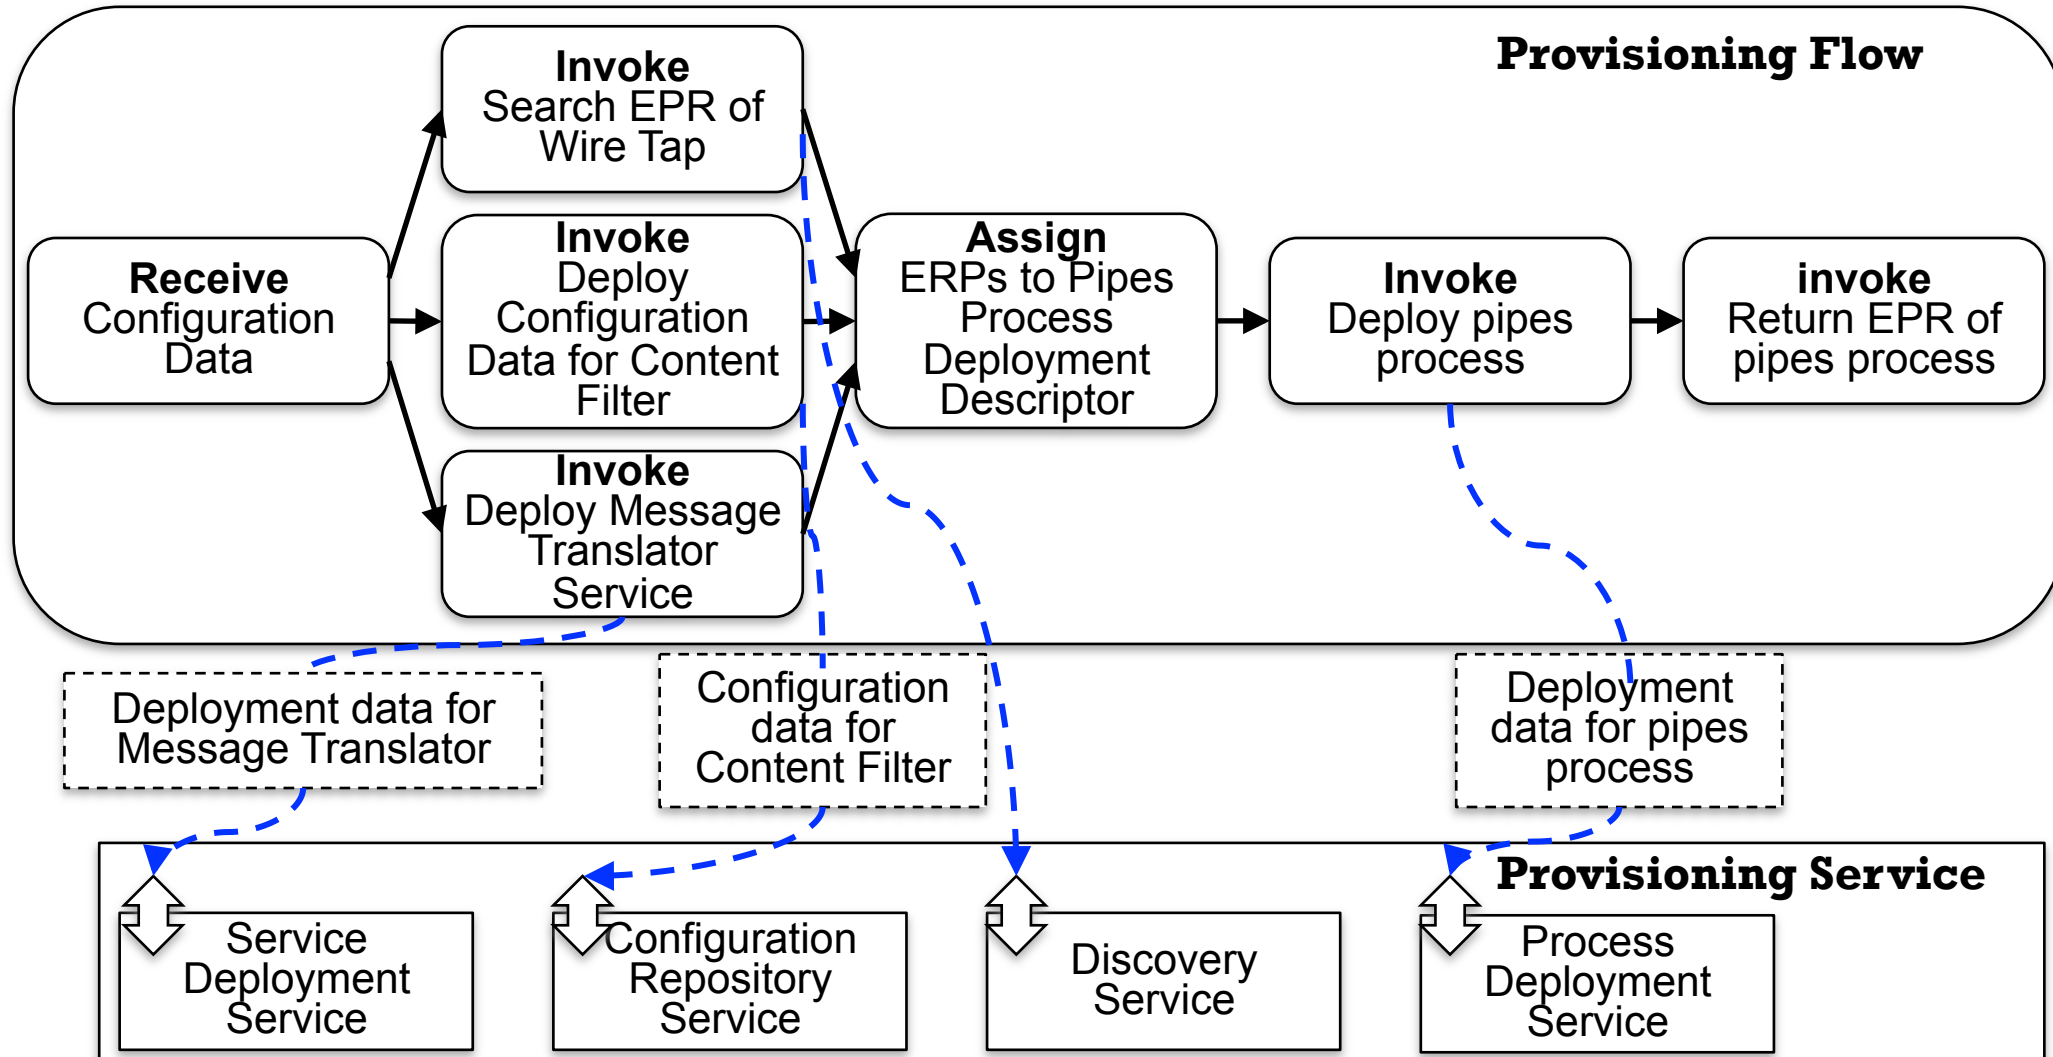 Provisioning Flow
Invoke
Search EPR of
Wire Tap
Receive
Configuration
Data
Invoke
Deploy
Configuration
Data for Content
Filter
Invoke
Deploy Message
Translator
Service
Assign
ERPs to Pipes
Process
Deployment
Descriptor
Invoke
Deploy pipes
process
invoke
Return EPR of
pipes process
Deployment data for
Message Translator
Configuration
data for
Content Filter
Deployment
data for pipes
process
Provisioning Service
Service
Deployment
Service
Configuration
Repository
Service
Discovery
Service
Process
Deployment
Service